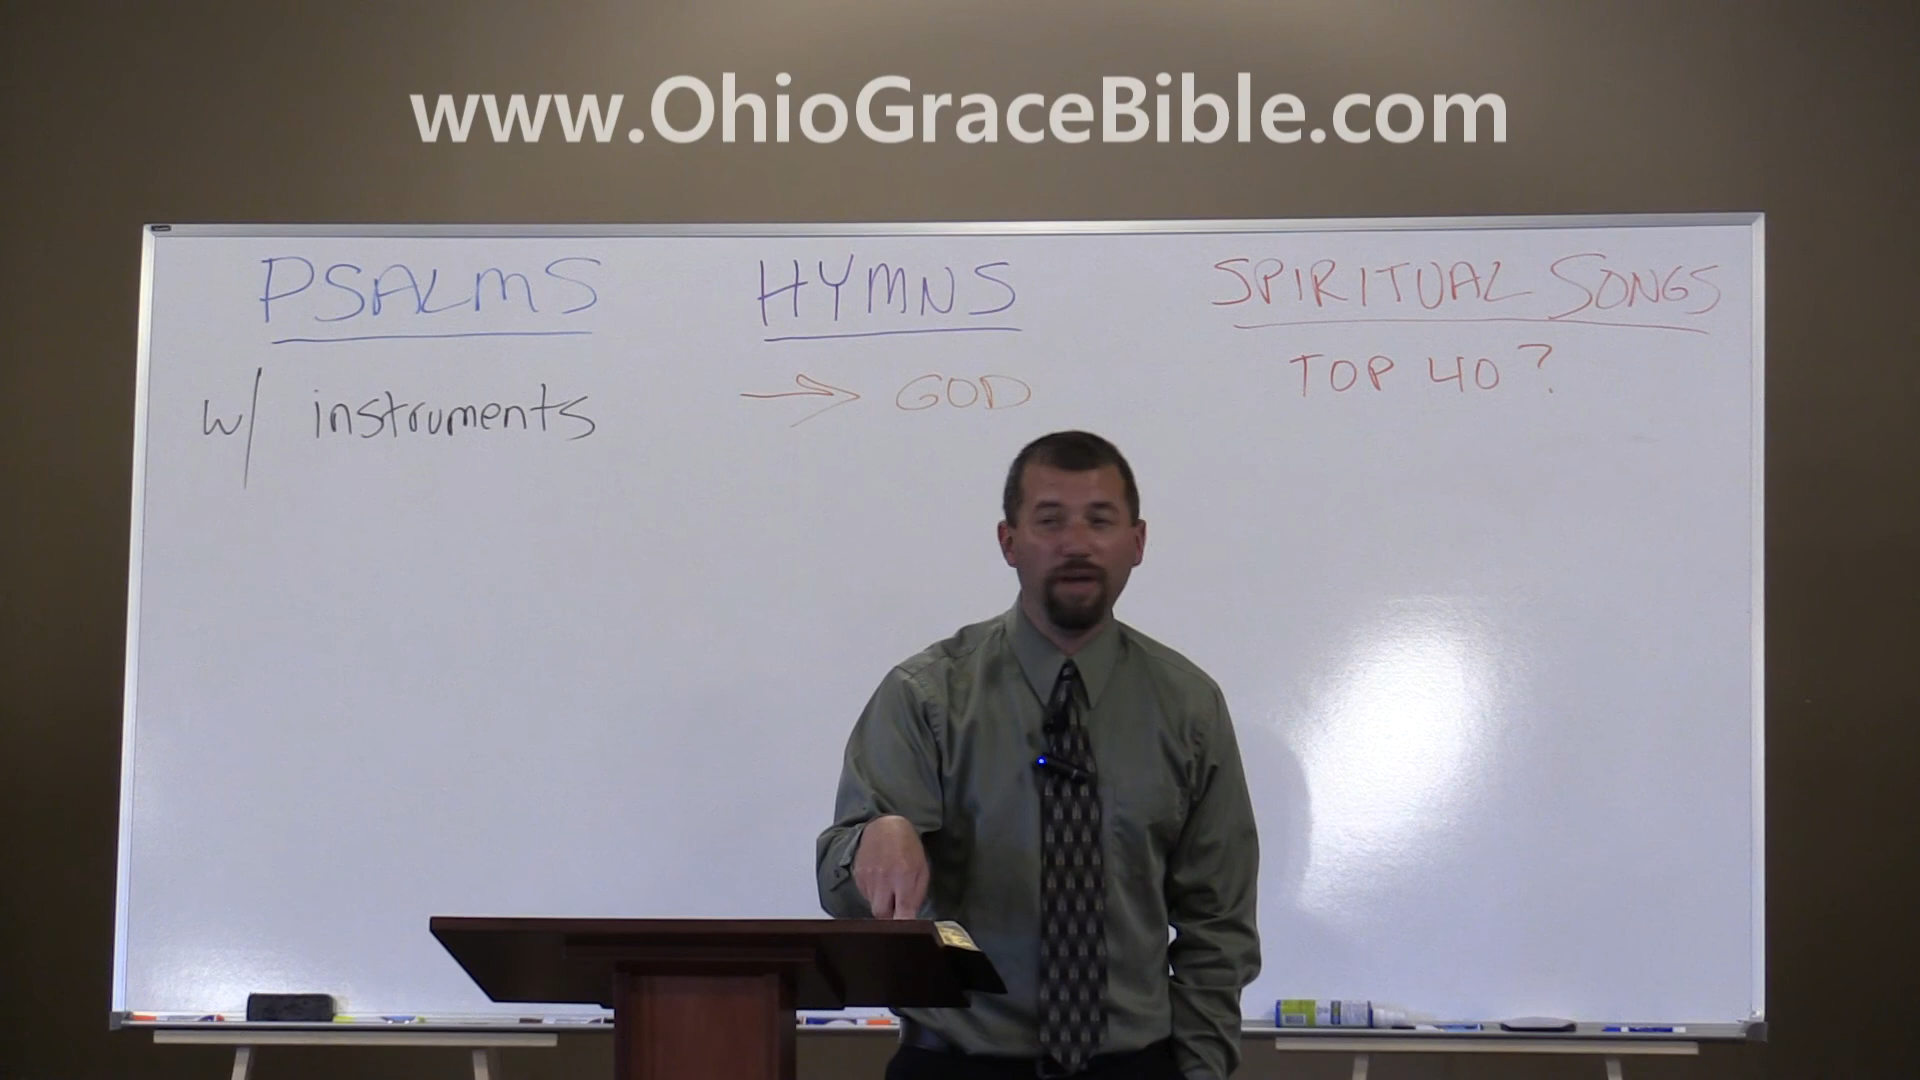 www.OhioGraceBible.com
PSALMS
w/ instruments
HYMNS
→ GOD
SPIRITUAL SONGS
TOP 40?